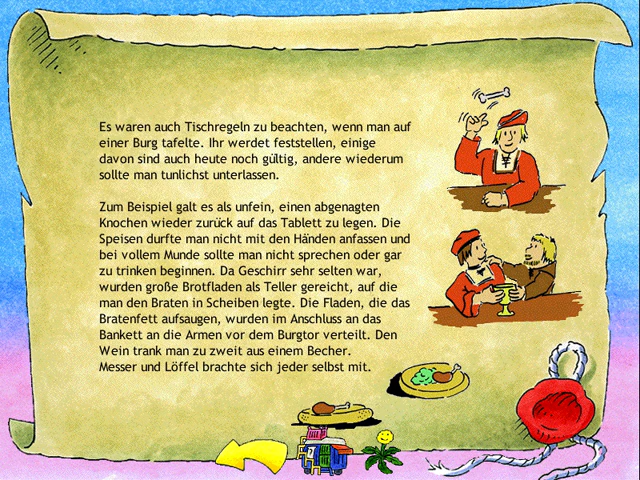 Es waren auch Tischregeln zu beachten, wenn man auf
einer Burg tafelte. Ihr werdet feststellen, einige
davon sind auch heute noch gültig, andere wiederum
sollte man tunlichst unterlassen.
Zum Beispiel galt es als unfein, einen abgenagten
Knochen wieder zurück auf das Tablett zu legen. Die
Speisen durfte man nicht mit den Händen anfassen und
bei vollem Munde sollte man nicht sprechen oder gar
zu trinken beginnen. Da Geschirr sehr selten war,
wurden große Brotfladen als Teller gereicht, auf die
man den Braten in Scheiben legte. Die Fladen, die das
Bratenfett aufsaugen, wurden im Anschluss an das
Bankett an die Armen vor dem Burgtor verteilt. Den
Wein trank man zu zweit aus einem Becher.
Messer und Löffel brachte sich jeder selbst mit.